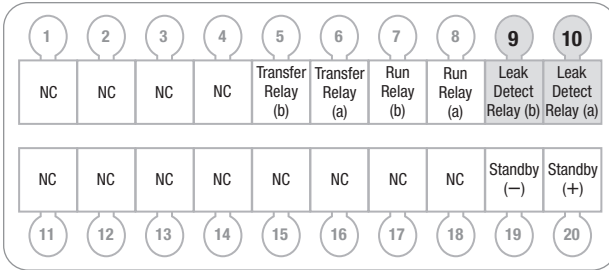 1 2 3 4 5 6 7 8 9 10
NC NC NC NC Transfer Relay (b) Transfer Relay (a) Run Relay (b) Run Relay (a) Leak Detect Relay (b) Leak Detect Relay (a)
NC NC NC NC NC NC NC NC Standby (−) Standby (+)
11 12 13 14 15 16 17 18 19 20